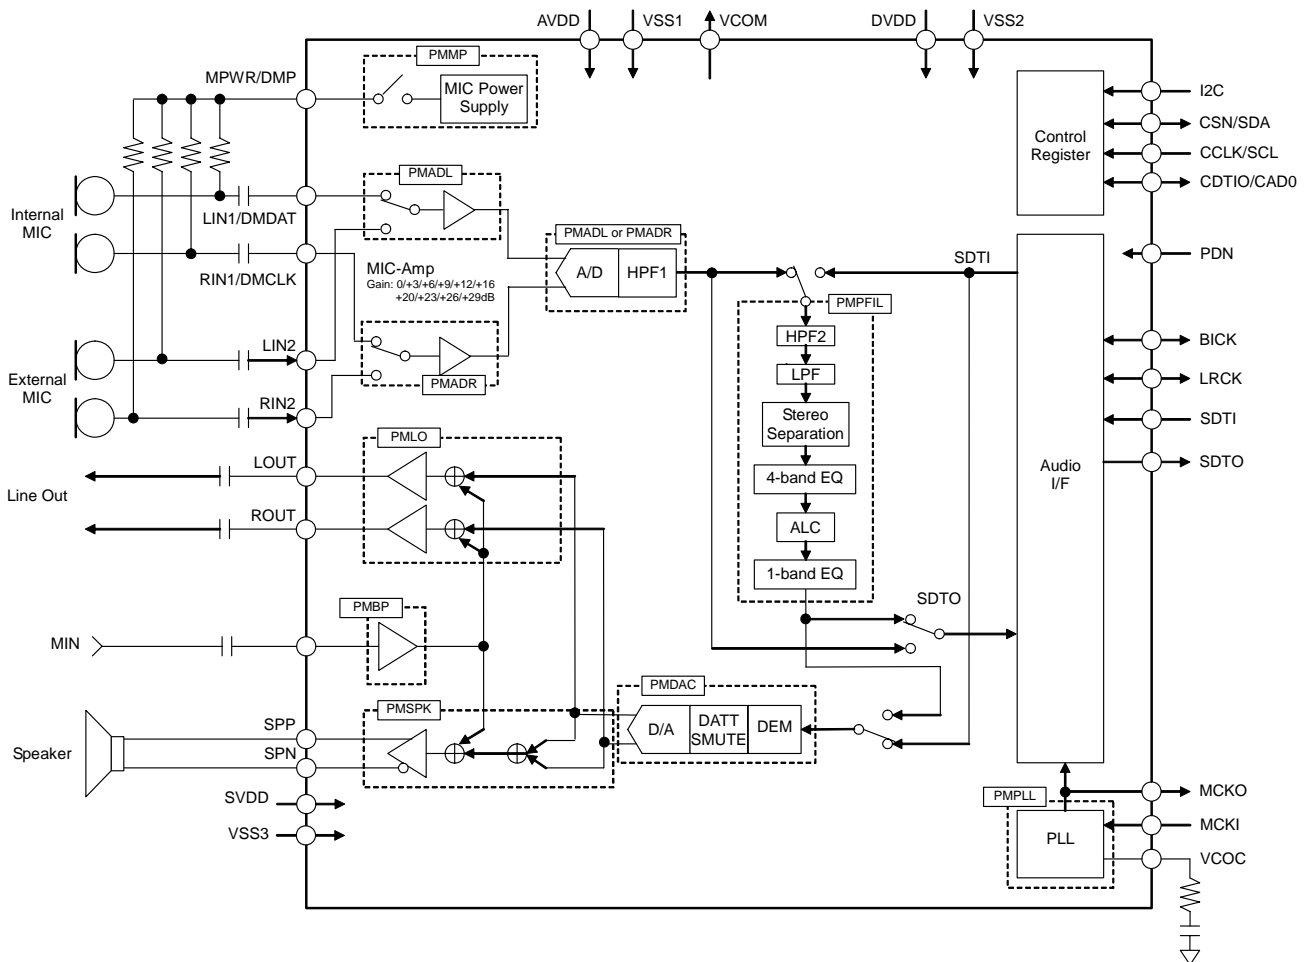 AVDD
VSS1
VCOM
DVDD
VSS2
PMMP
MPWR/DMP
MIC Power
Supply
I2C
CSN/SDA
CCLK/SCL
CDTIO/CAD0
Control
Register
PMADL
Internal
MIC
LIN1/DMDAT
RIN1/DMCLK
MIC-Amp
Gain: 0/+3/+6/+9/+12/+16
+20/+23/+26/+29dB
PMADL or PMADR
A/D
HPF1
SDTI
PDN
PMPFIL
HPF2
LPF
Stereo
Separation
4-band EQ
ALC
1-band EQ
External
MIC
LIN2
RIN2
PMADR
BICK
LRCK
SDTI
SDTO
Audio
I/F
PMLO
LOUT
Line Out
ROUT
SDTO
PMBP
MIN
PMDAC
D/A
DATT
SMUTE
DEM
PMSPK
SPP
Speaker
SPN
SVDD
VSS3
PMPLL
PLL
MCKO
MCKI
VCOC